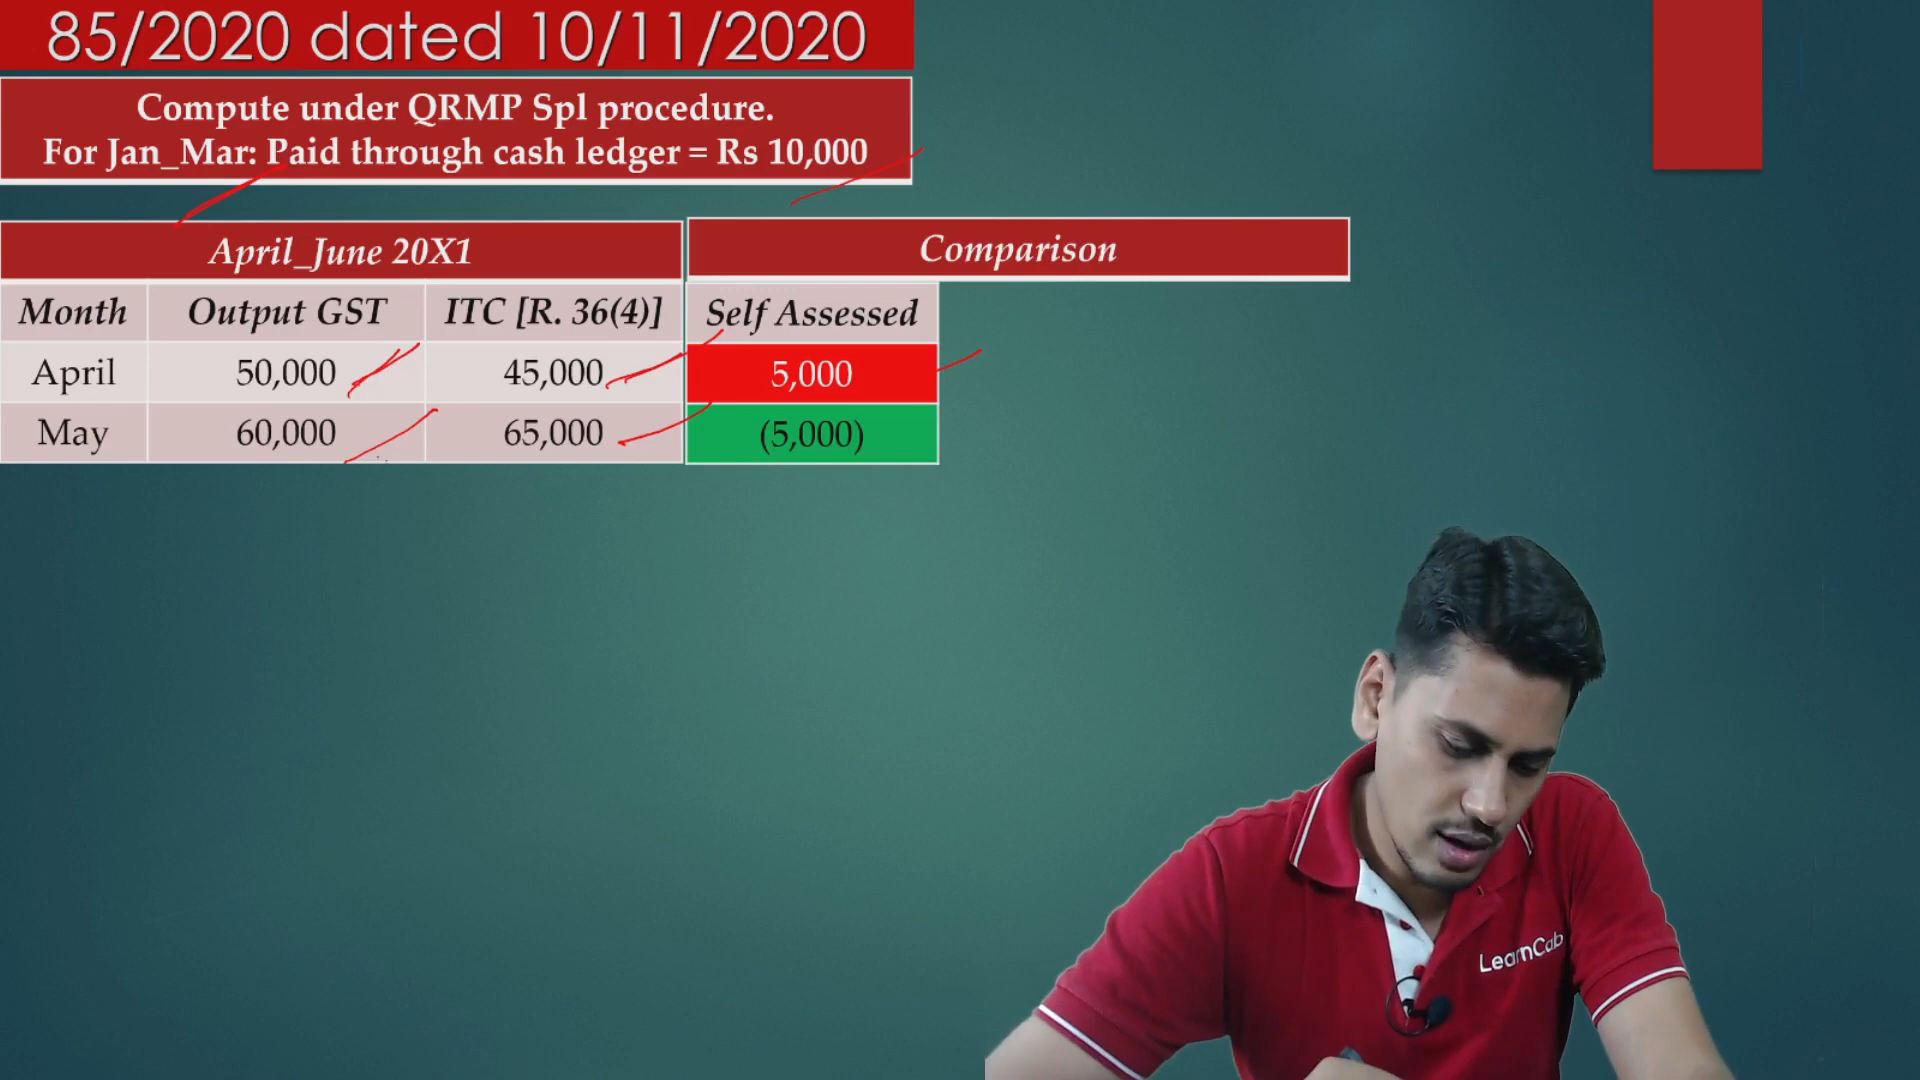 85/2020 dated 10/11/2020
Compute under QRMP Spl procedure.
For Jan_Mar: Paid through cash ledger = Rs 10,000
April_June 20X1
Comparison
Month Output GST ITC [R. 36(4)] Self Assessed
April 50,000 45,000 5,000
May 60,000 65,000 (5,000)
LearnCab